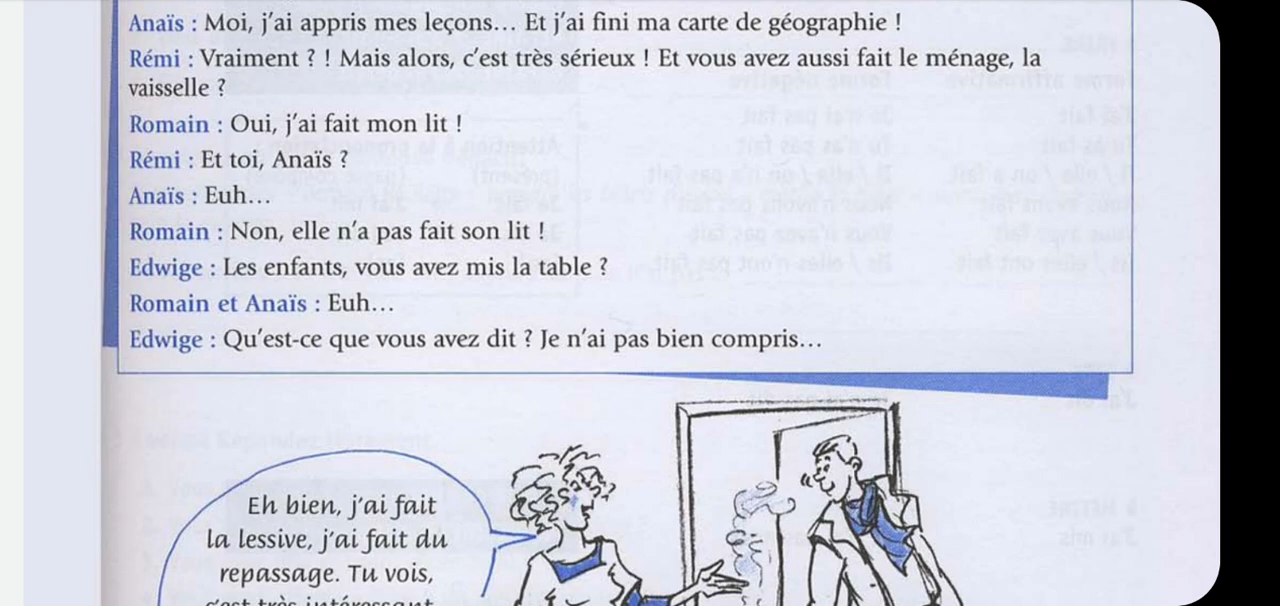 Anaïs : Moi, j'ai appris mes leçons... Et j'ai fini ma carte de géographie !
Rémi : Vraiment ? ! Mais alors, c'est très sérieux ! Et vous avez aussi fait le ménage, la
vaisselle ?
Romain : Oui, j'ai fait mon lit !
Rémi : Et toi, Anaïs ?
Anaïs : Euh...
Romain : Non, elle n'a pas fait son lit !
Edwige : Les enfants, vous avez mis la table ?
Romain et Anaïs : Euh...
Edwige : Qu'est-ce que vous avez dit ? Je n'ai pas bien compris...
Eh bien, j'ai fait
la lessive, j'ai fait du
repassage. Tu vois,
c'est très intéressant